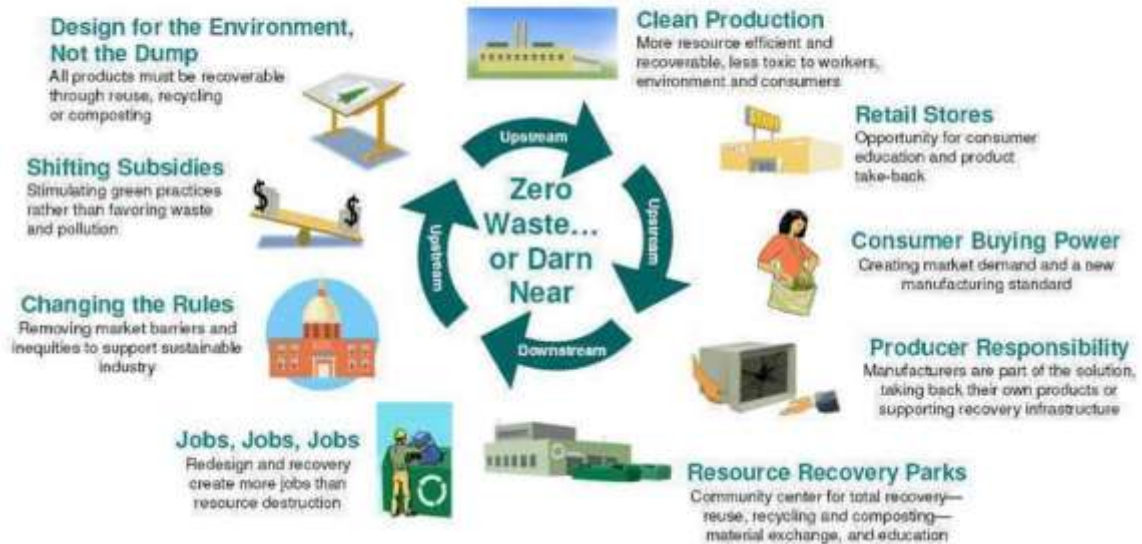 Design for the Environment,
Not the Dump
All products must be recoverable
through reuse, recycling
or composting
Clean Production
More resource efficient and
recoverable, less toxic to workers,
environment and consumers
Retail Stores
Opportunity for consumer
education and product
take-back
Shifting Subsidies
Stimulating green practices
rather than favoring waste
and pollution
$
$
Upstream
Upstream
Upstream
Downstream
Zero
Waste...
or Darn
Near
Consumer Buying Power
Creating market demand and a new
manufacturing standard
Changing the Rules
Removing market barriers and
inequities to support sustainable
industry
Producer Responsibility
Manufacturers are part of the solution,
taking back their own products or
supporting recovery infrastructure
Jobs, Jobs, Jobs
Redesign and recovery
create more jobs than
resource destruction
Resource Recovery Parks
Community center for total recovery—
reuse, recycling and composting—
material exchange, and education